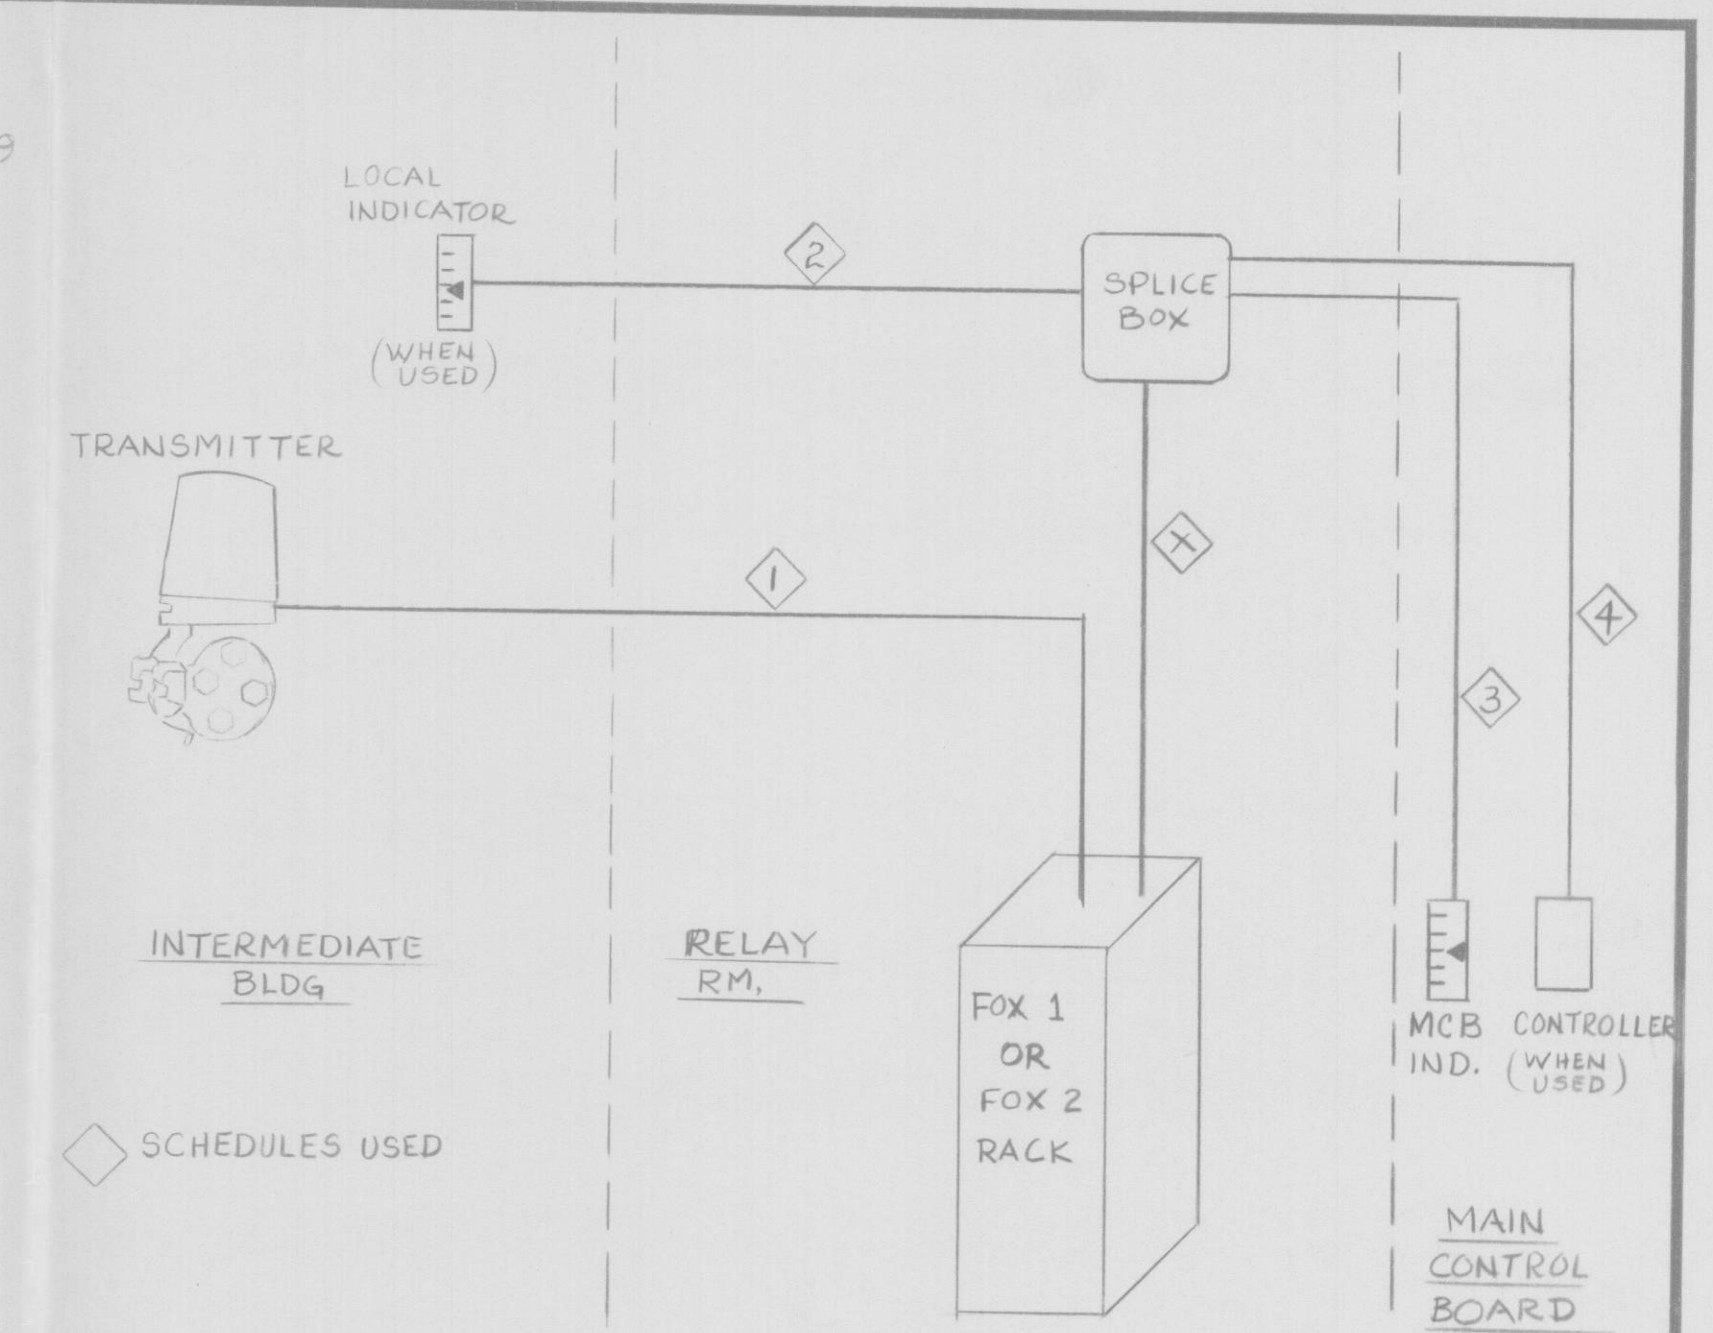 LOCAL
INDICATOR
(WHEN
USED)
2
SPLICE
BOX
TRANSMITTER
1
X
4
3
INTERMEDIATE
BLDG
RELAY
RM,
FOX 1
OR
FOX 2
RACK
MCB
IND.
CONTROLLER
(WHEN
USED)
SCHEDULES USED
MAIN
CONTROL
BOARD